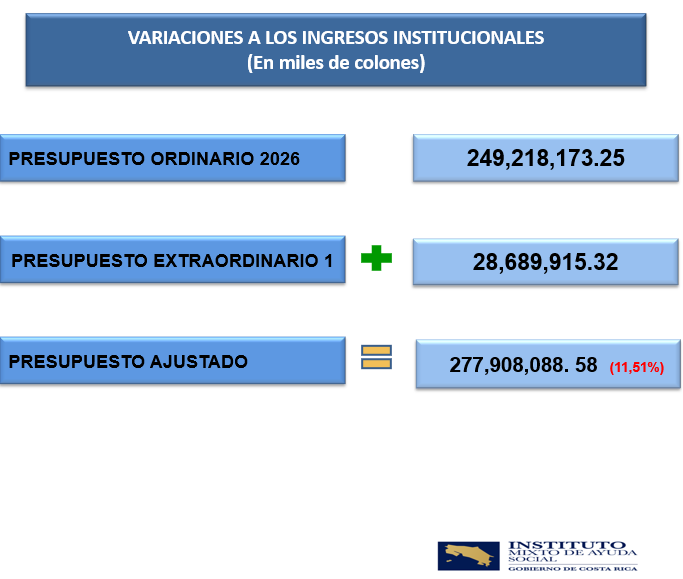 VARIACIONES A LOS INGRESOS INSTITUCIONALES
(En miles de colones)
PRESUPUESTO ORDINARIO 2026
249,218,173.25
PRESUPUESTO EXTRAORDINARIO 1
28,689,915.32
PRESUPUESTO AJUSTADO
277,908,088. 58 (11,51%)
INSTITUTO
MIXTO DE AYUDA
SOCIAL
GOBIERNO DE COSTA RICA